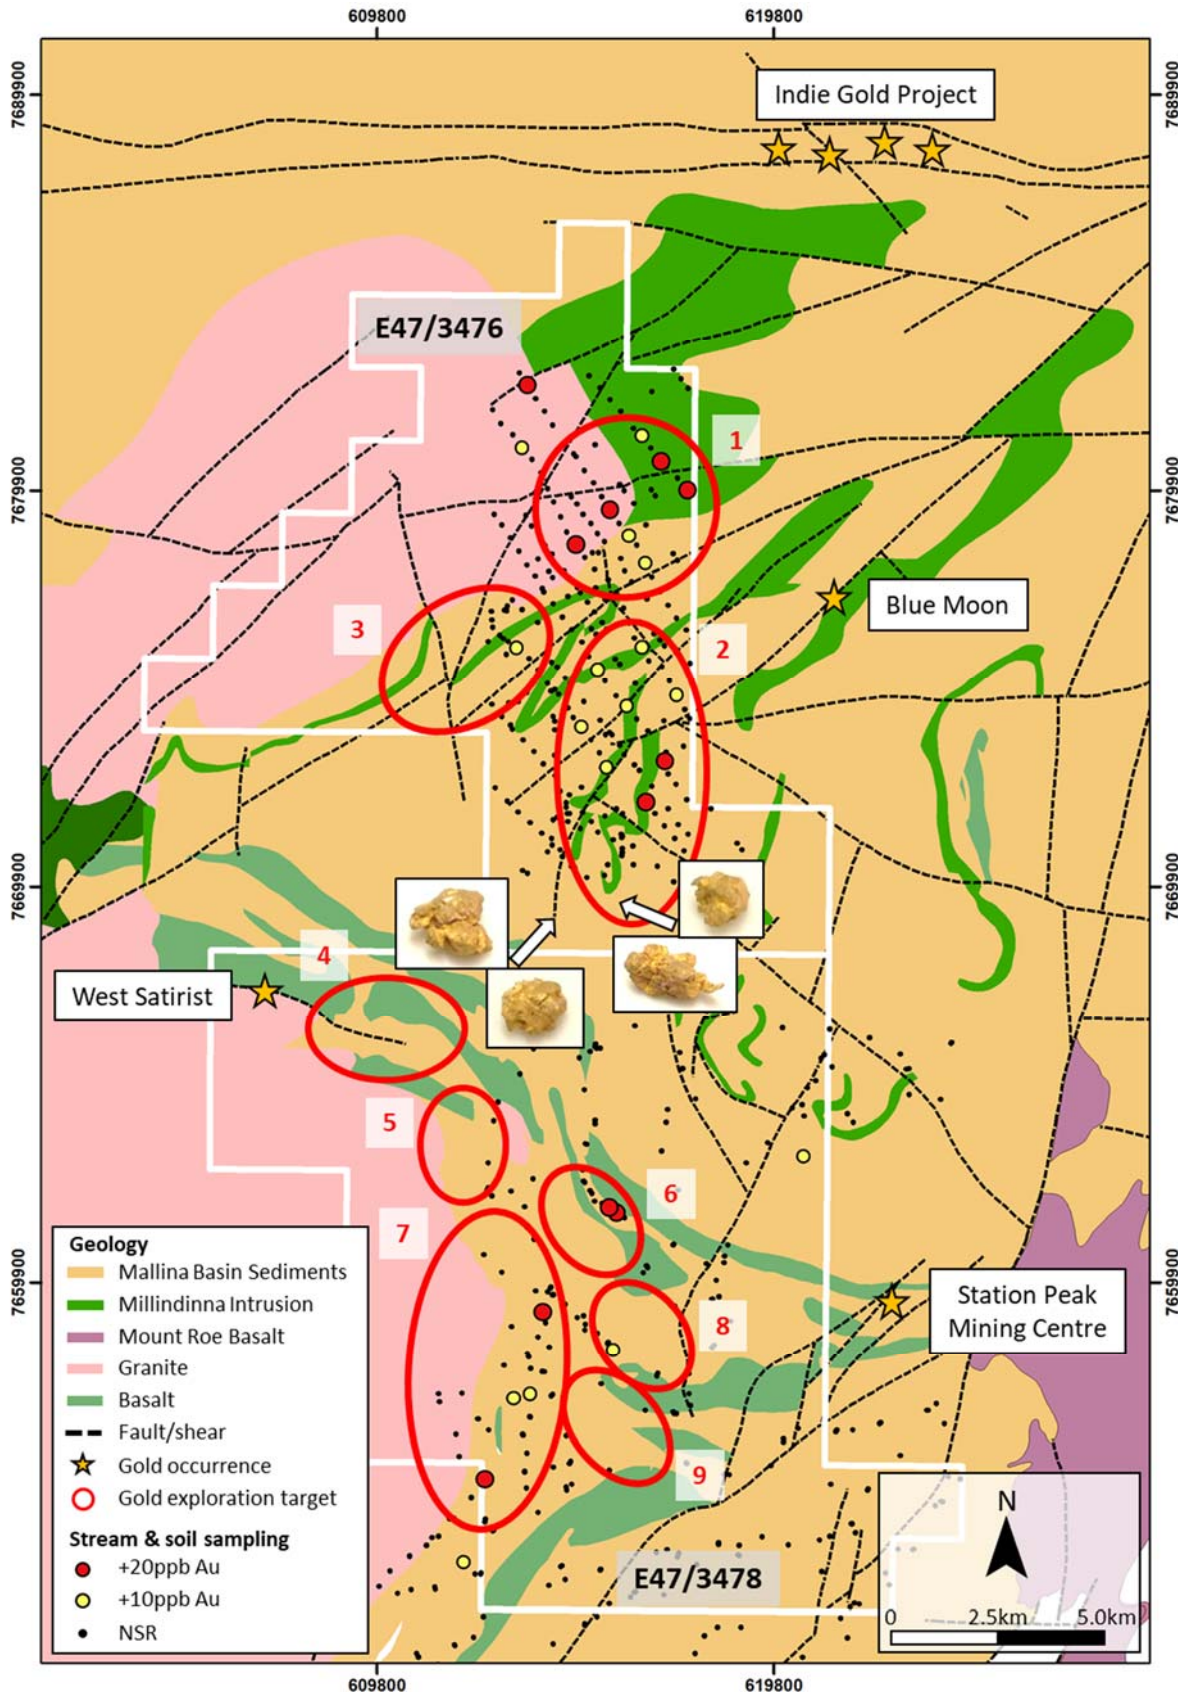 609800
619800
7689900
7689900
Indie Gold Project
E47/3476
1
7679900
7679900
Blue Moon
3
2
7669900
7669900
4
West Satirist
5
6
7
7659900
7659900
Station Peak
Mining Centre
8
9
E47/3478
Geology
Mallina Basin Sediments
Millindinna Intrusion
Mount Roe Basalt
Granite
Basalt
Fault/shear
Gold occurrence
Gold exploration target
Stream & soil sampling
+20ppb Au
+10ppb Au
NSR
N
0
2.5km
5.0km
609800
619800